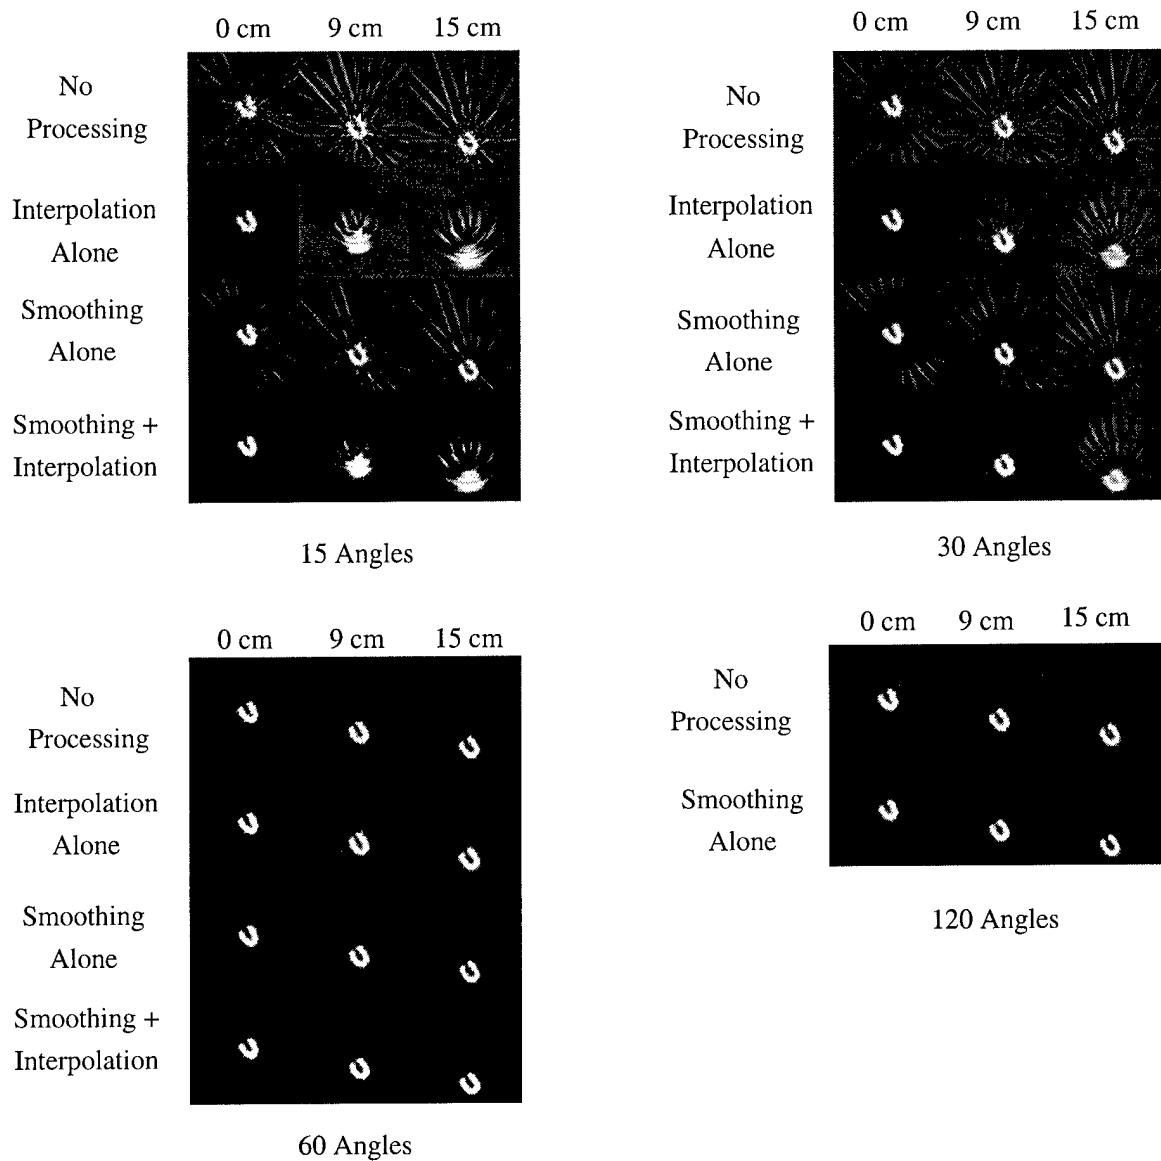 0 cm 9 cm 15 cm
No
Processing
Interpolation
Alone
Smoothing
Alone
Smoothing +
Interpolation
15 Angles
0 cm 9 cm 15 cm
No
Processing
Interpolation
Alone
Smoothing
Alone
Smoothing +
Interpolation
30 Angles
0 cm 9 cm 15 cm
No
Processing
Interpolation
Alone
Smoothing
Alone
Smoothing +
Interpolation
60 Angles
0 cm 9 cm 15 cm
No
Processing
Smoothing
Alone
120 Angles